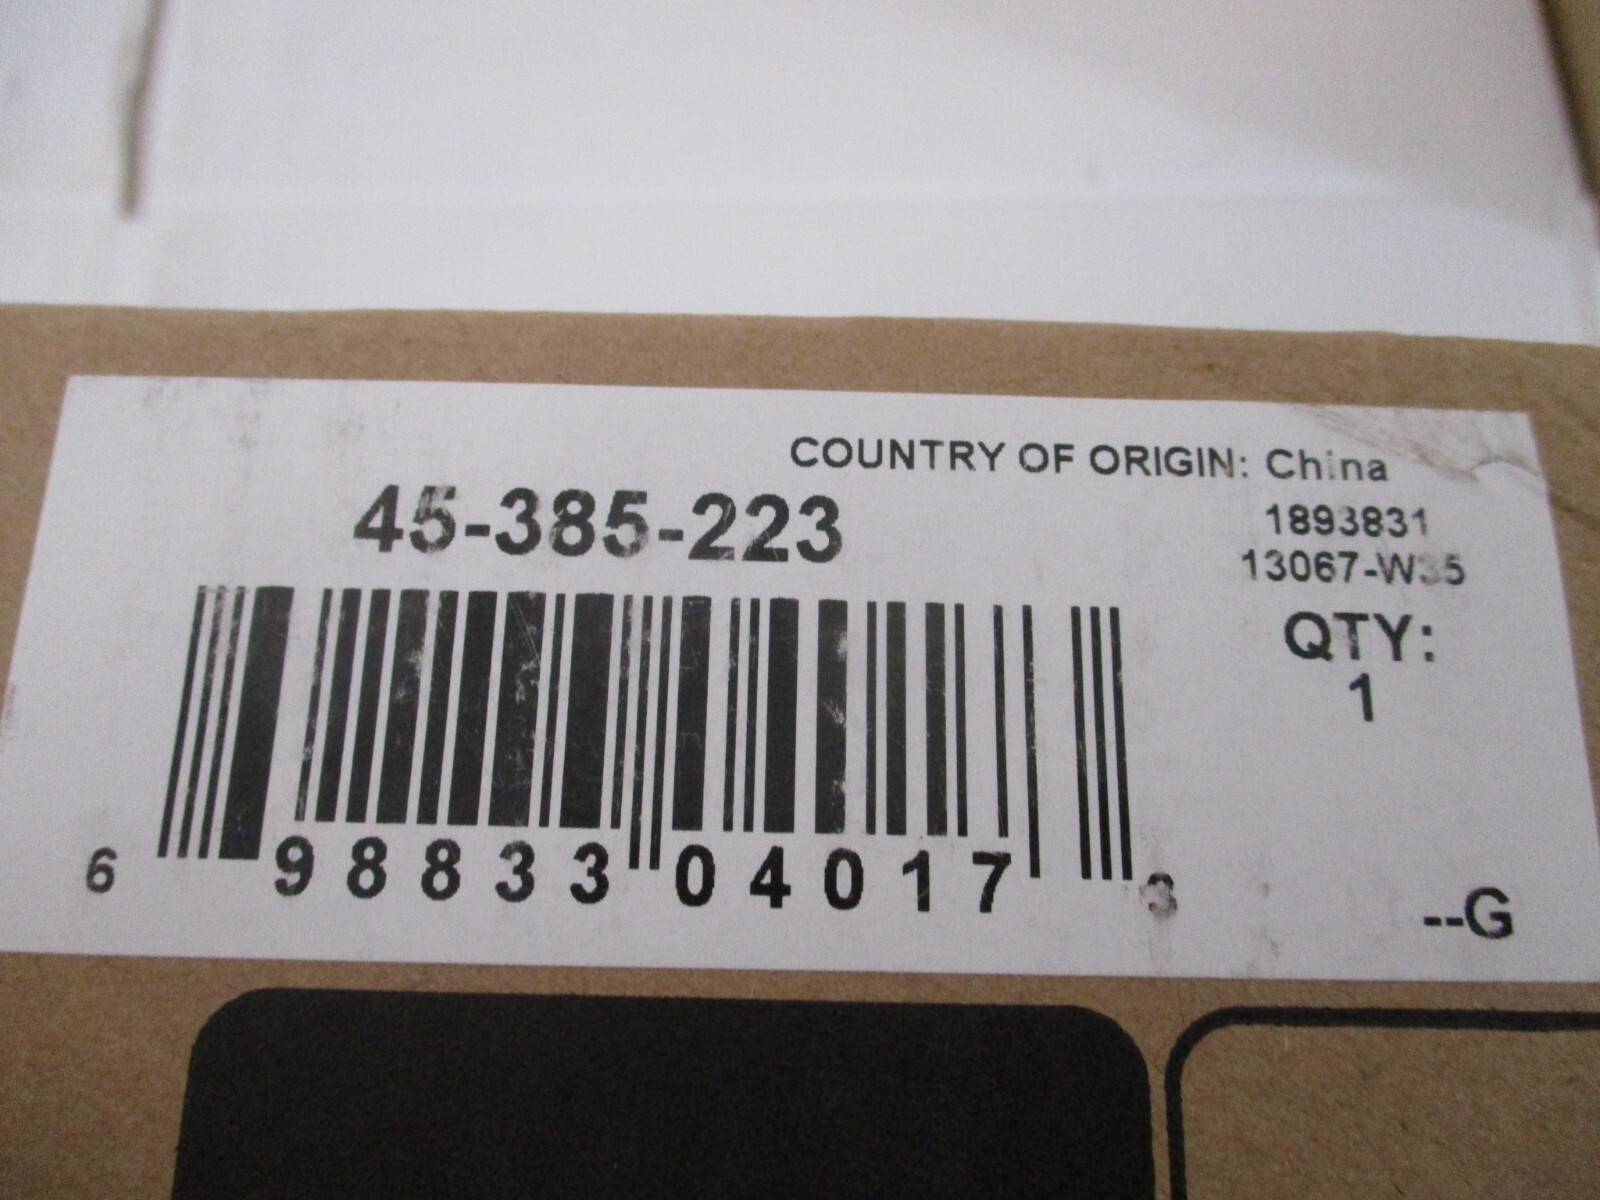 COUNTRY OF ORIGIN: China
45-385-223
1893831
13067-W35
QTY:
1
6 98833 04017 3
--G